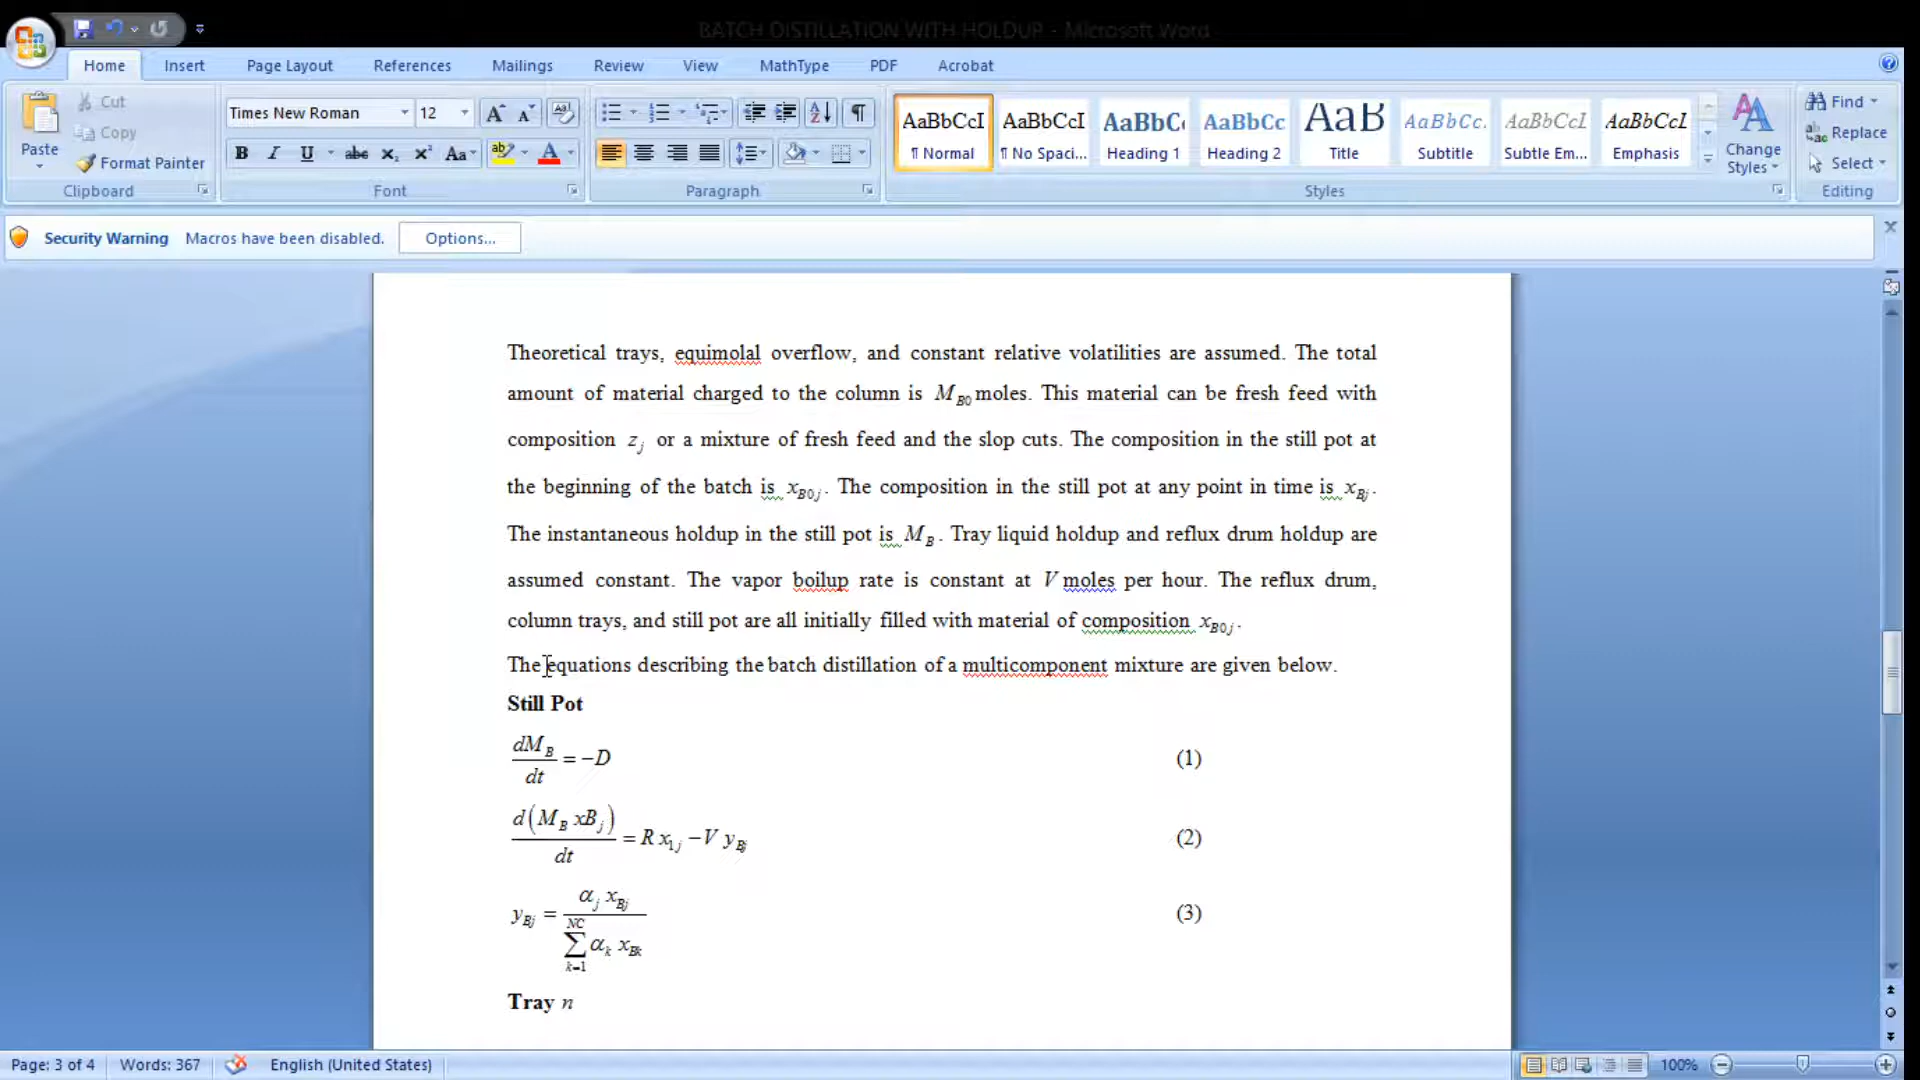 BATCH DISTILLATION WITH HOLDUP - Microsoft Word
Home Insert Page Layout References Mailings Review View MathType PDF Acrobat
Paste
Cut
Copy
Format Painter
Clipboard
Times New Roman 12
Font
Paragraph
AaBbCcI AaBbCcI AaBbC AaBbCc AaB AaBbCc. AaBbCcI AaBbCcI
¶ Normal ¶ No Spaci... Heading 1 Heading 2 Title Subtitle Subtle Em... Emphasis
Change Styles
Styles
Find
Replace
Select
Editing
Security Warning Macros have been disabled. Options...
Theoretical trays, equimolal overflow, and constant relative volatilities are assumed. The total
amount of material charged to the column is M_B0 moles. This material can be fresh feed with
composition z_j or a mixture of fresh feed and the slop cuts. The composition in the still pot at
the beginning of the batch is x_B0j. The composition in the still pot at any point in time is x_Bj.
The instantaneous holdup in the still pot is M_B. Tray liquid holdup and reflux drum holdup are
assumed constant. The vapor boilup rate is constant at V moles per hour. The reflux drum,
column trays, and still pot are all initially filled with material of composition x_B0j.
The equations describing the batch distillation of a multicomponent mixture are given below.
Still Pot
dM_B/dt = -D (1)
d(M_B xB_j)/dt = R x_1j - V y_Bj (2)
y_Bj = α_j x_Bj / ∑_{k=1}^{NC} α_k x_Bk (3)
Tray n
Page: 3 of 4 Words: 367 English (United States) 100%